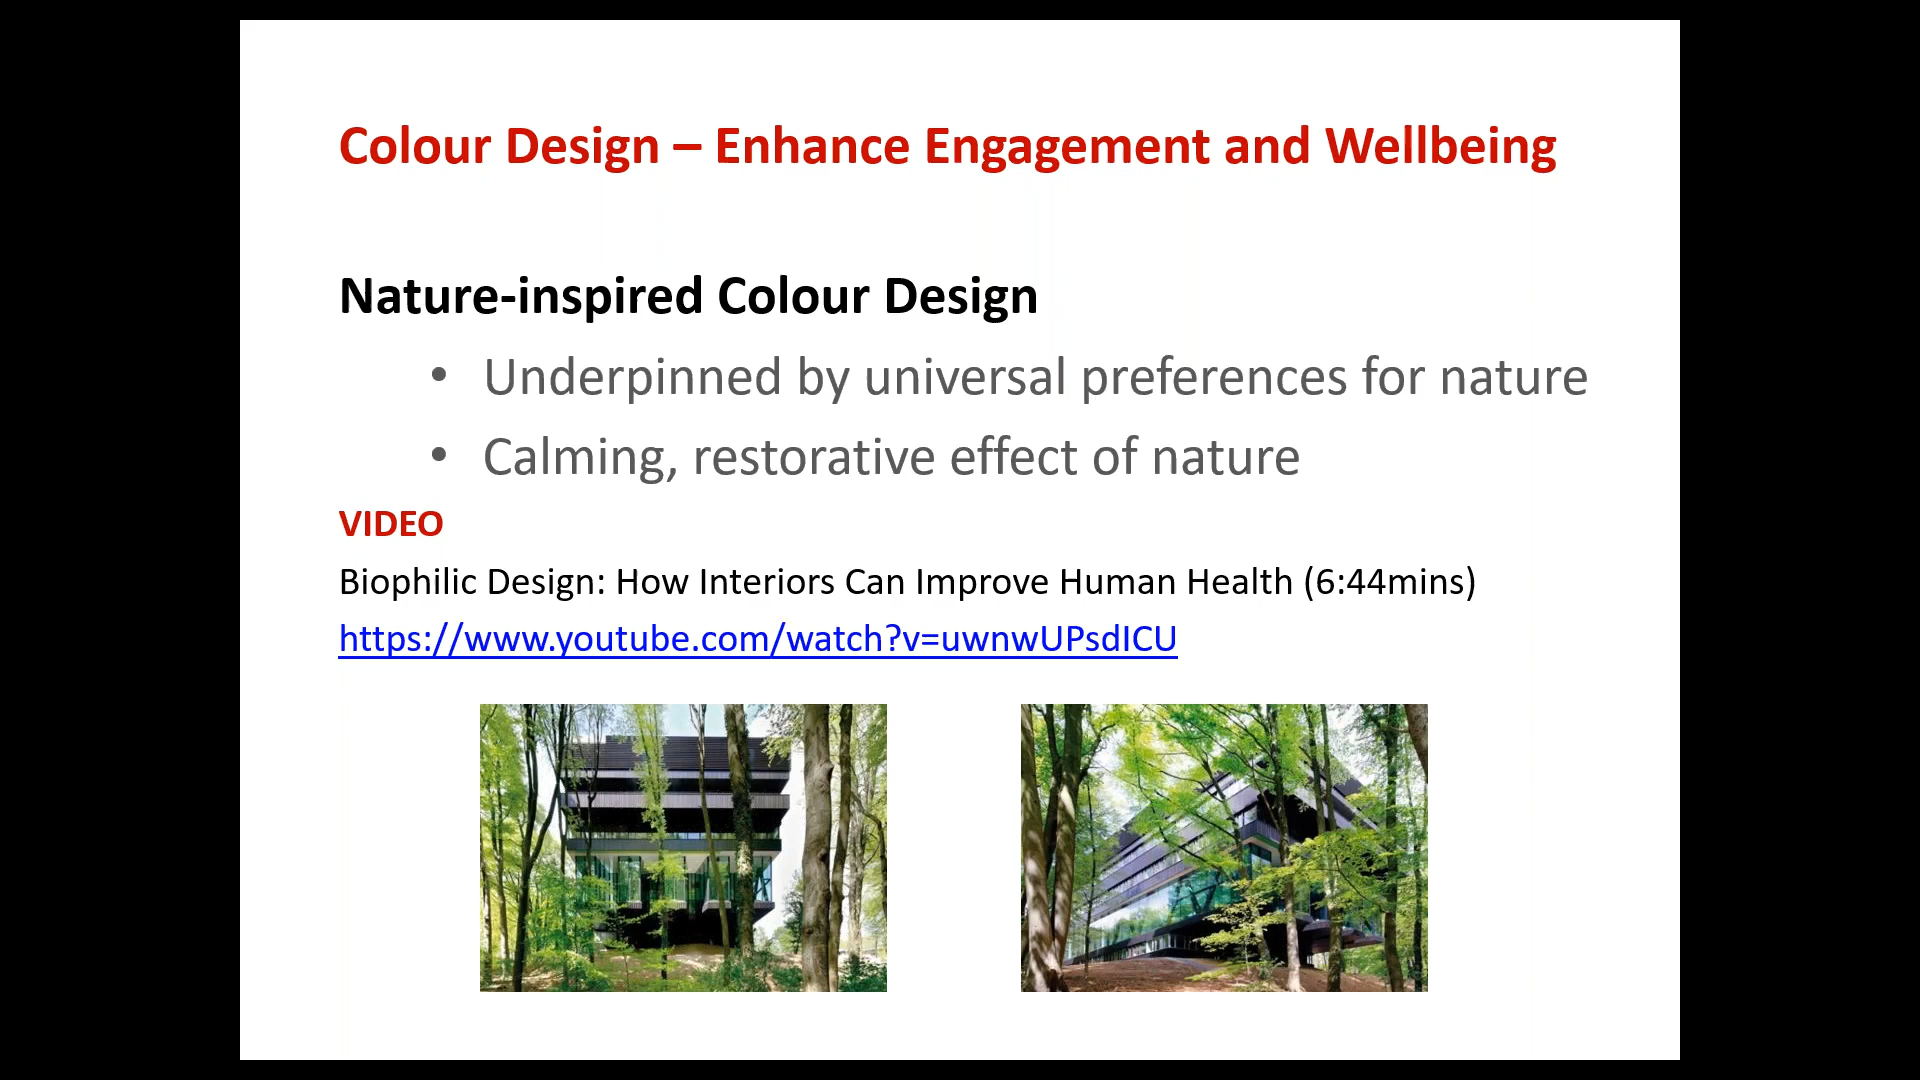 Colour Design – Enhance Engagement and Wellbeing
Nature-inspired Colour Design
• Underpinned by universal preferences for nature
• Calming, restorative effect of nature
VIDEO
Biophilic Design: How Interiors Can Improve Human Health (6:44mins)
https://www.youtube.com/watch?v=uwnwUPsdICU